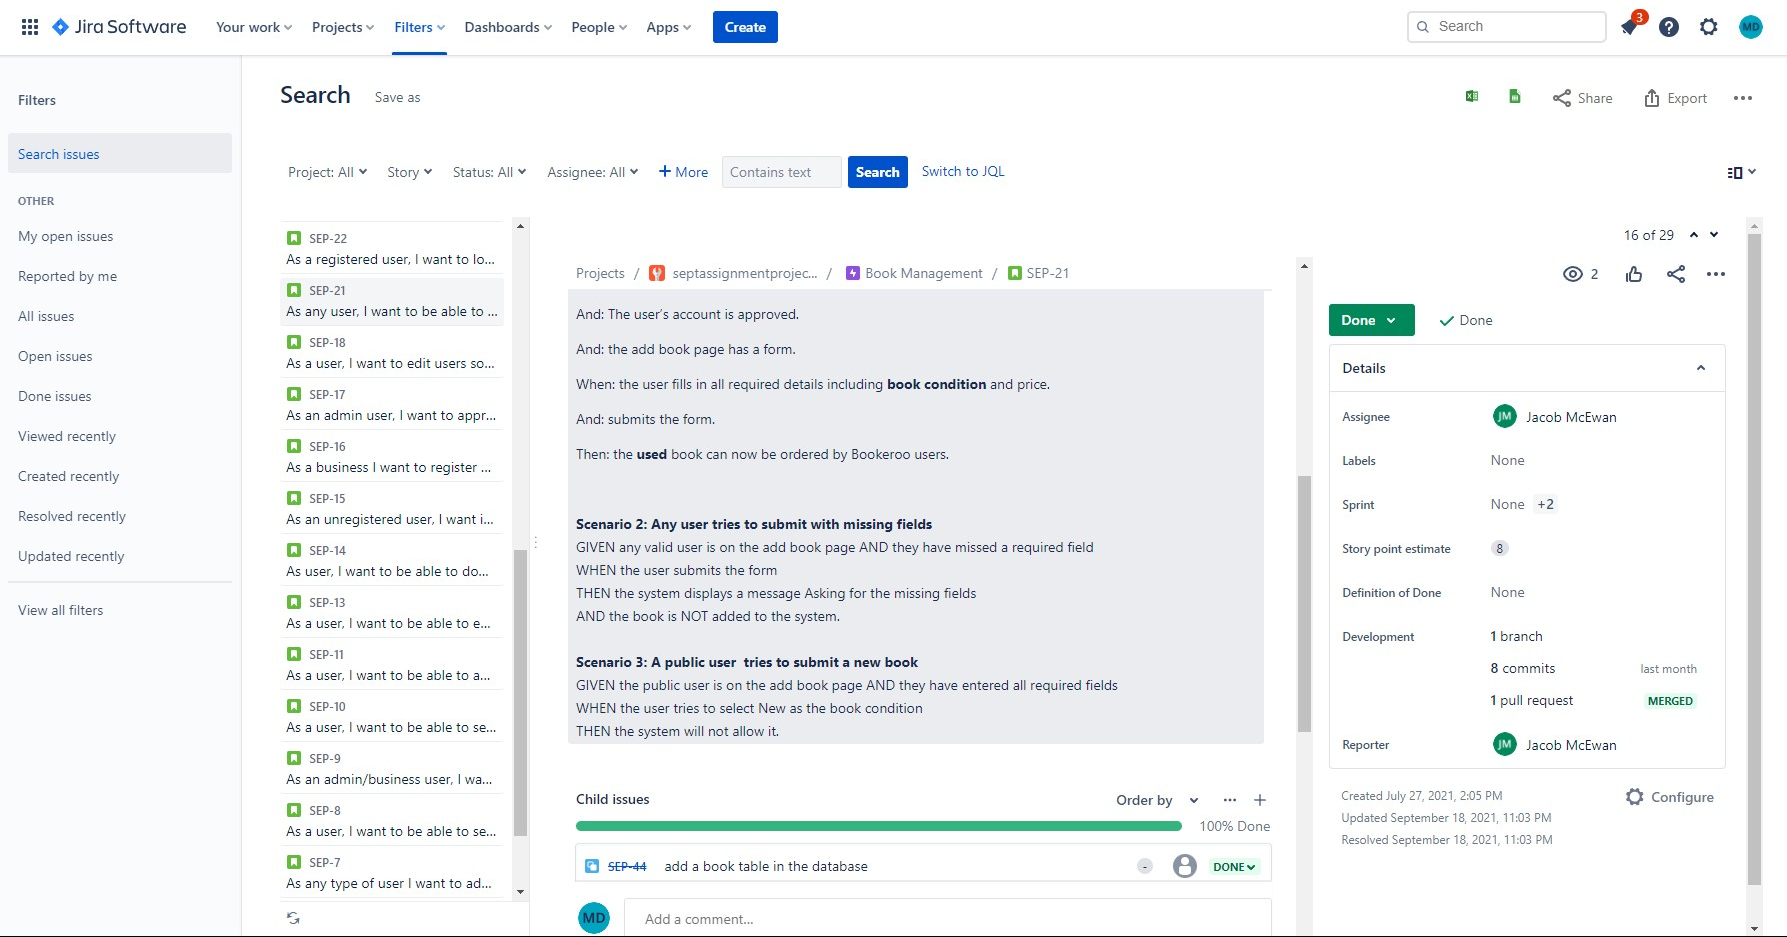 Jira Software
Your work
Projects
Filters
Dashboards
People
Apps
Create
Search
3
MD
Filters
Search issues
OTHER
My open issues
Reported by me
All issues
Open issues
Done issues
Viewed recently
Created recently
Resolved recently
Updated recently
View all filters
Search
Save as
Share
Export
Project: All
Story
Status: All
Assignee: All
More
Contains text
Search
Switch to JQL
SEP-22
As a registered user, I want to lo...
SEP-21
As any user, I want to be able to ...
SEP-18
As a user, I want to edit users so...
SEP-17
As an admin user, I want to appr...
SEP-16
As a business I want to register ...
SEP-15
As an unregistered user, I want i...
SEP-14
As user, I want to be able to do...
SEP-13
As a user, I want to be able to e...
SEP-11
As a user, I want to be able to a...
SEP-10
As a user, I want to be able to se...
SEP-9
As an admin/business user, I wa...
SEP-8
As a user, I want to be able to se...
SEP-7
As any type of user I want to ad...
16 of 29
Projects / septassignmentprojec... / Book Management / SEP-21
2
And: The user's account is approved.
And: the add book page has a form.
When: the user fills in all required details including book condition and price.
And: submits the form.
Then: the used book can now be ordered by Bookeroo users.
Scenario 2: Any user tries to submit with missing fields
GIVEN any valid user is on the add book page AND they have missed a required field
WHEN the user submits the form
THEN the system displays a message Asking for the missing fields
AND the book is NOT added to the system.
Scenario 3: A public user  tries to submit a new book
GIVEN the public user is on the add book page AND they have entered all required fields
WHEN the user tries to select New as the book condition
THEN the system will not allow it.
Child issues
Order by
100% Done
SEP-44 add a book table in the database - DONE
MD
Add a comment...
Done
Done
Details
Assignee JM Jacob McEwan
Labels None
Sprint None +2
Story point estimate 8
Definition of Done None
Development 1 branch
8 commits last month
1 pull request MERGED
Reporter JM Jacob McEwan
Created July 27, 2021, 2:05 PM
Configure
Updated September 18, 2021, 11:03 PM
Resolved September 18, 2021, 11:03 PM